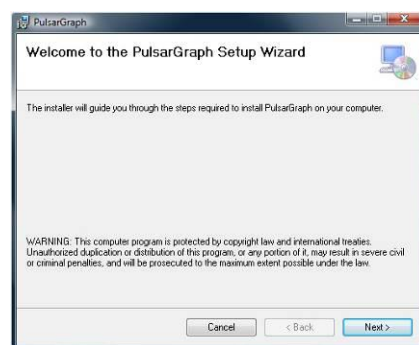 PulsarGraph
Welcome to the PulsarGraph Setup Wizard
The installer will guide you through the steps required to install PulsarGraph on your computer.
WARNING: This computer program is protected by copyright law and international treaties.
Unauthorized duplication or distribution of this program, or any portion of it, may result in severe civil
or criminal penalties, and will be prosecuted to the maximum extent possible under the law.
Cancel
< Back
Next >